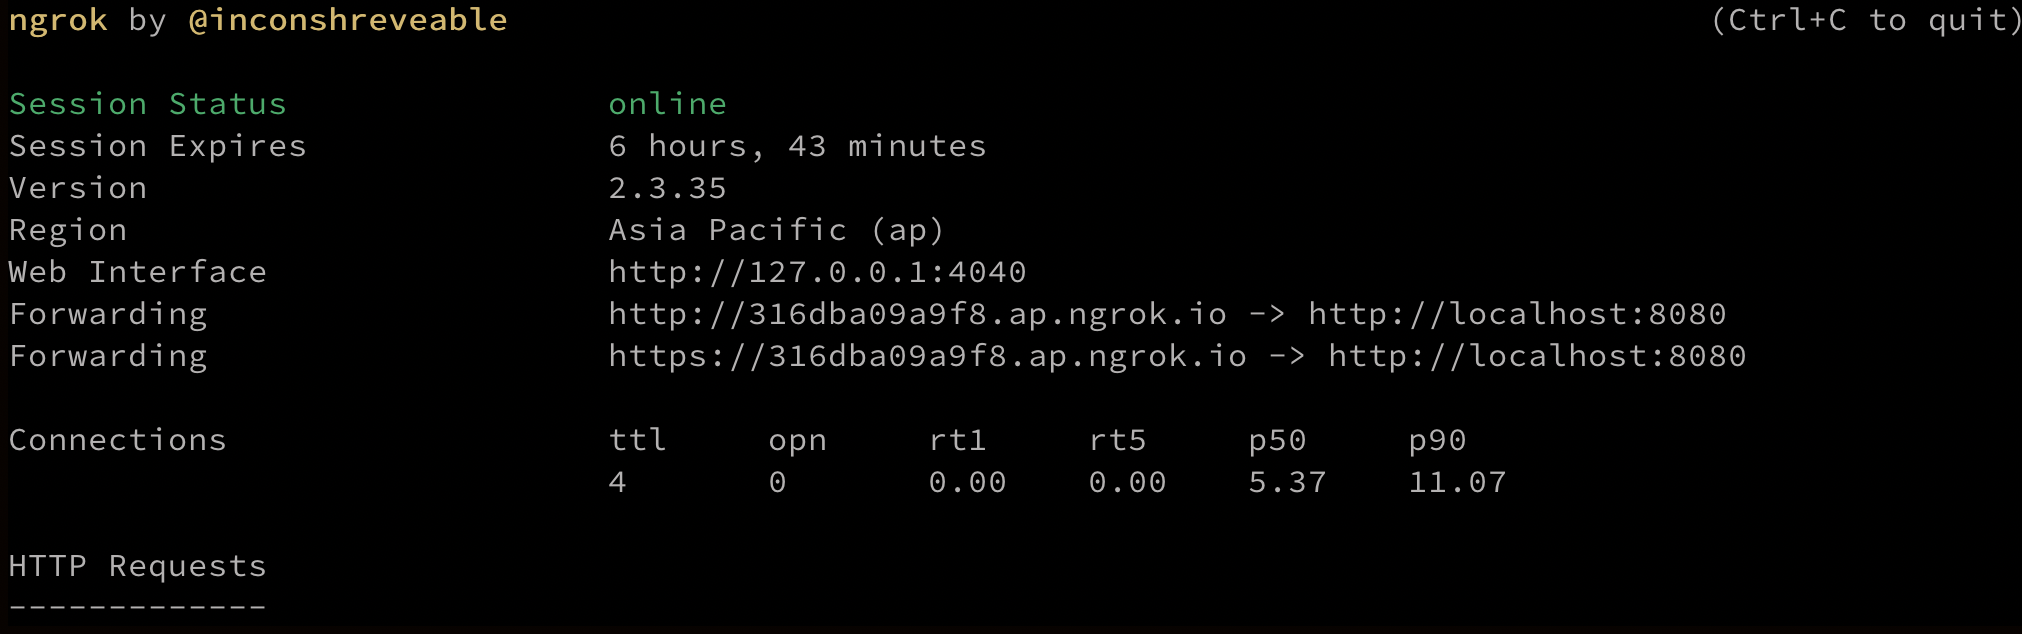 ngrok by @inconshreveable (Ctrl+C to quit)
Session Status online
Session Expires 6 hours, 43 minutes
Version 2.3.35
Region Asia Pacific (ap)
Web Interface http://127.0.0.1:4040
Forwarding http://316dba09a9f8.ap.ngrok.io -> http://localhost:8080
Forwarding https://316dba09a9f8.ap.ngrok.io -> http://localhost:8080
Connections ttl opn rt1 rt5 p50 p90
4 0 0.00 0.00 5.37 11.07
HTTP Requests
-------------